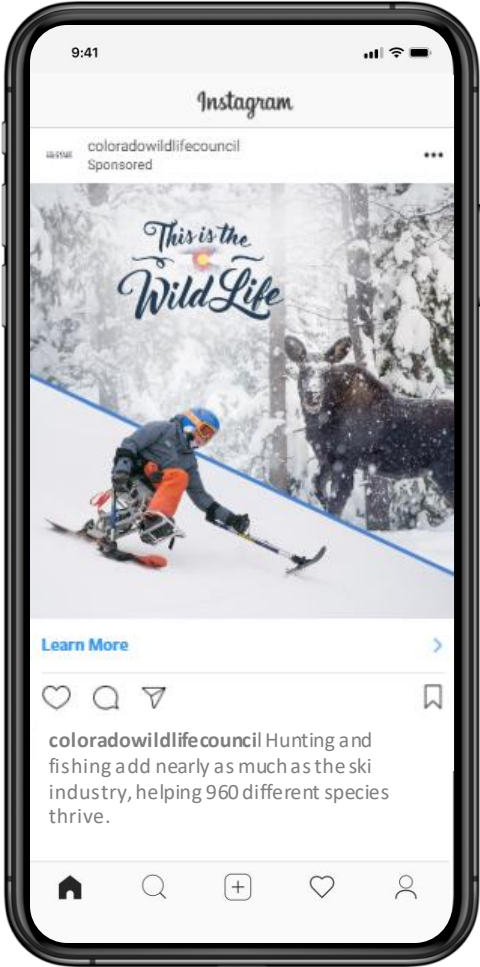 9:41
Instagram
coloradowildlifecouncil
Sponsored
This is the
Wild Life
Learn More
coloradowildlifecouncil Hunting and
fishing add nearly as much as the ski
industry, helping 960 different species
thrive.